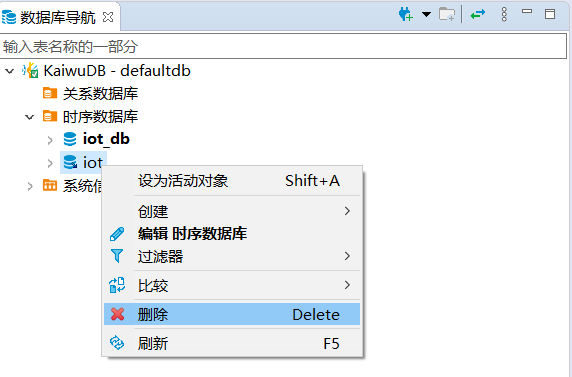 数据库导航
输入表名称的一部分
KaiwuDB - defaultdb
关系数据库
时序数据库
iot_db
iot
系统信
设为活动对象 Shift+A
创建
编辑 时序数据库
过滤器
比较
删除 Delete
刷新 F5